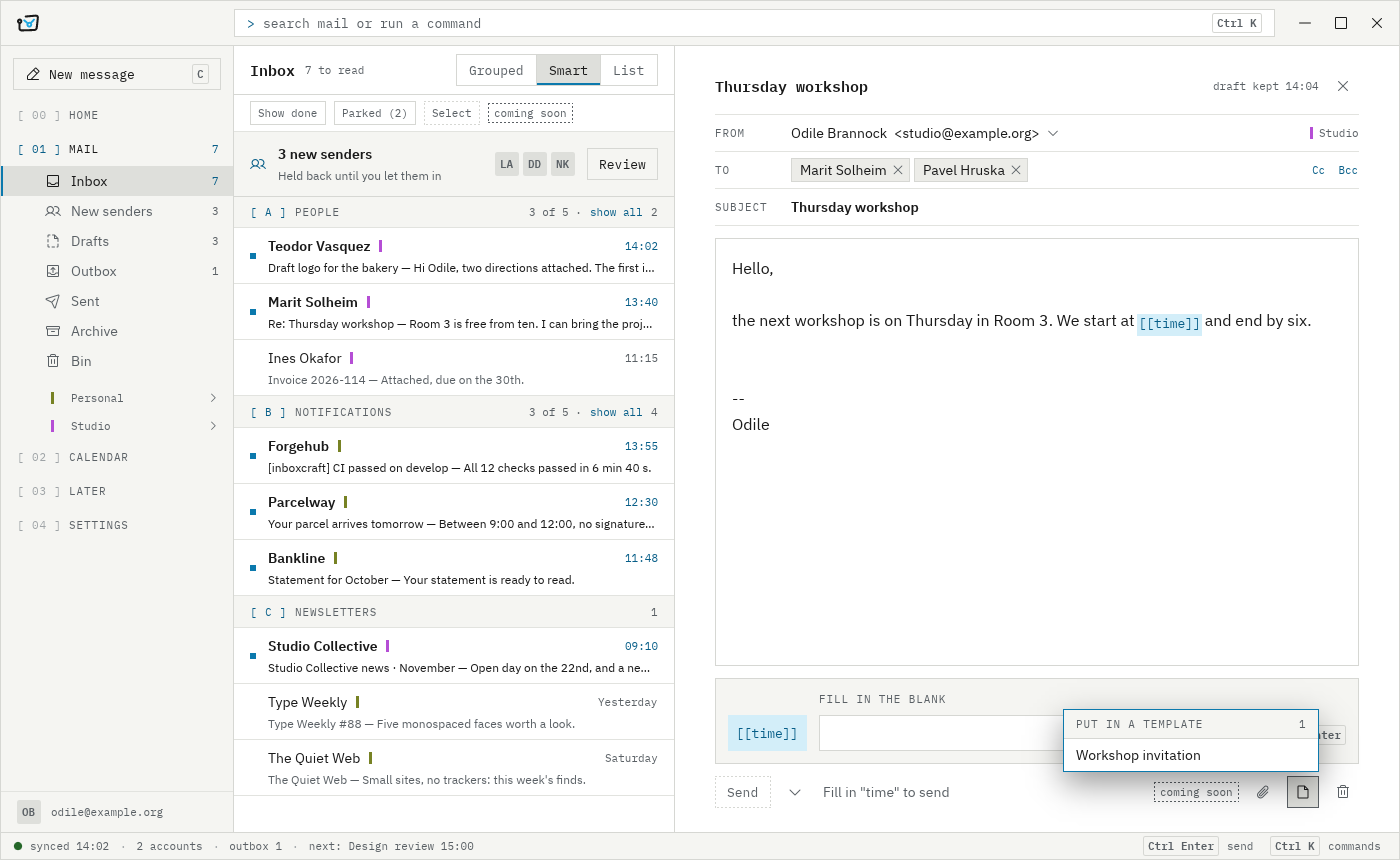 > search mail or run a command Ctrl K
New message C
[ 00 ] HOME
[ 01 ] MAIL 7
Inbox 7
New senders 3
Drafts 3
Outbox 1
Sent
Archive
Bin
Personal
Studio
[ 02 ] CALENDAR
[ 03 ] LATER
[ 04 ] SETTINGS
OB odile@example.org
Inbox 7 to read Grouped Smart List
Show done Parked (2) Select coming soon
3 new senders
Held back until you let them in
LA DD NK Review
[ A ] PEOPLE 3 of 5 · show all 2
Teodor Vasquez 14:02
Draft logo for the bakery — Hi Odile, two directions attached. The first i…
Marit Solheim 13:40
Re: Thursday workshop — Room 3 is free from ten. I can bring the proj…
Ines Okafor 11:15
Invoice 2026-114 — Attached, due on the 30th.
[ B ] NOTIFICATIONS 3 of 5 · show all 4
Forgehub 13:55
[inboxcraft] CI passed on develop — All 12 checks passed in 6 min 40 s.
Parcelway 12:30
Your parcel arrives tomorrow — Between 9:00 and 12:00, no signature…
Bankline 11:48
Statement for October — Your statement is ready to read.
[ C ] NEWSLETTERS 1
Studio Collective 09:10
Studio Collective news · November — Open day on the 22nd, and a ne…
Type Weekly Yesterday
Type Weekly #88 — Five monospaced faces worth a look.
The Quiet Web Saturday
The Quiet Web — Small sites, no trackers: this week's finds.
Thursday workshop draft kept 14:04
FROM Odile Brannock <studio@example.org> Studio
TO Marit Solheim Pavel Hruska Cc Bcc
SUBJECT Thursday workshop
Hello,
the next workshop is on Thursday in Room 3. We start at [[time]] and end by six.
--
Odile
FILL IN THE BLANK
[[time]]
PUT IN A TEMPLATE 1
Workshop invitation
Send Fill in "time" to send coming soon
synced 14:02 · 2 accounts · outbox 1 · next: Design review 15:00
Ctrl Enter send Ctrl K commands